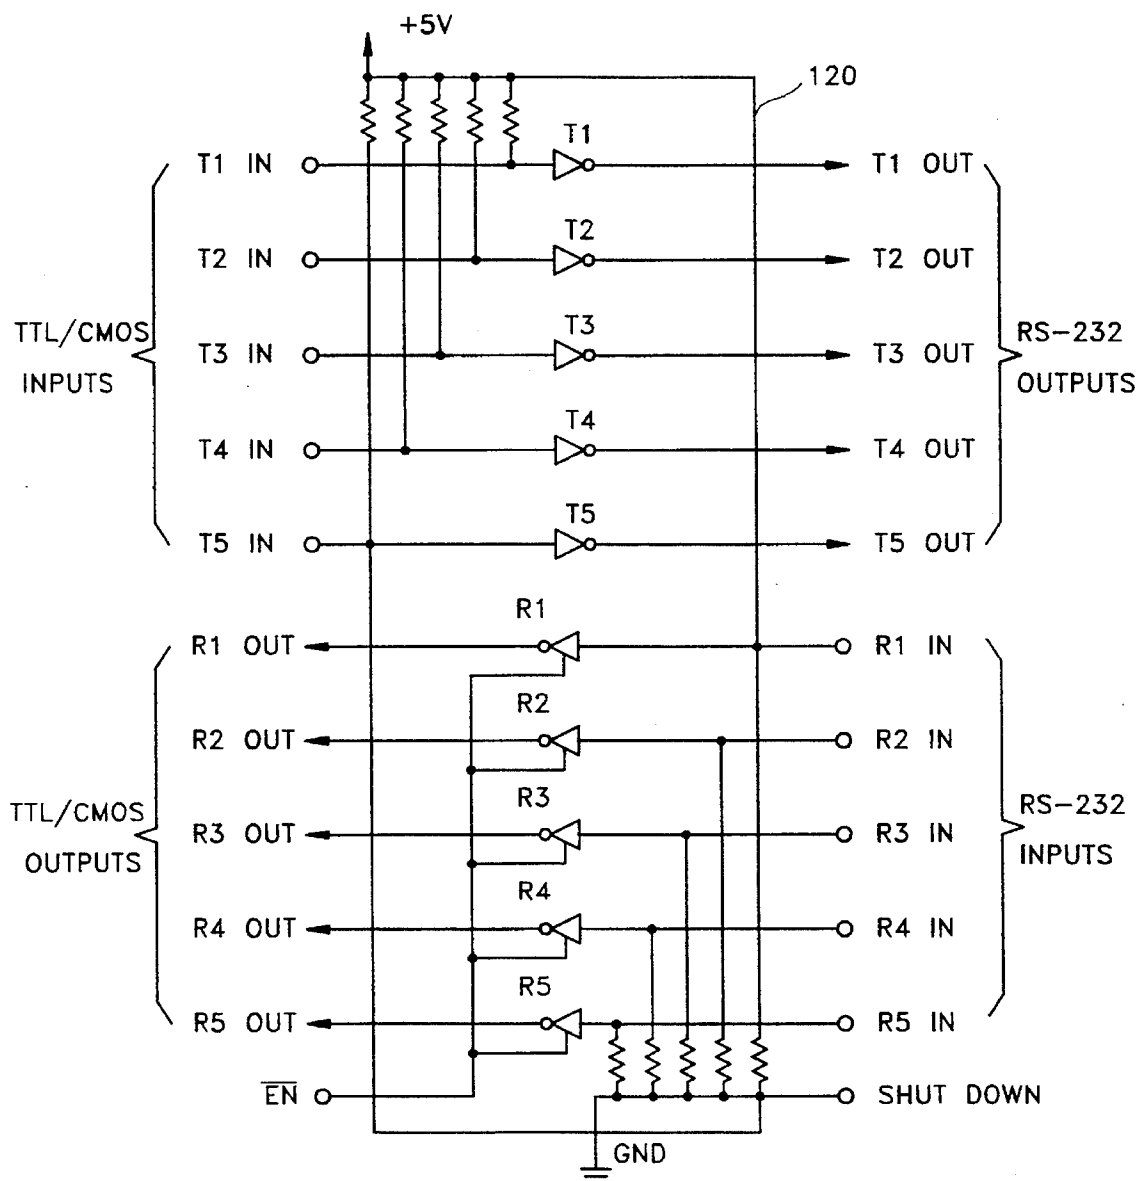 +5V
120
T1
T1 IN
T1 OUT
T2
T2 IN
T2 OUT
TTL/CMOS
INPUTS
T3
T3 IN
T3 OUT
RS-232
OUTPUTS
T4
T4 IN
T4 OUT
T5
T5 IN
T5 OUT
R1
R1 OUT
R1 IN
R2
R2 OUT
R2 IN
TTL/CMOS
OUTPUTS
R3
R3 OUT
R3 IN
RS-232
INPUTS
R4
R4 OUT
R4 IN
R5
R5 OUT
R5 IN
E̅N̅
SHUT DOWN
GND